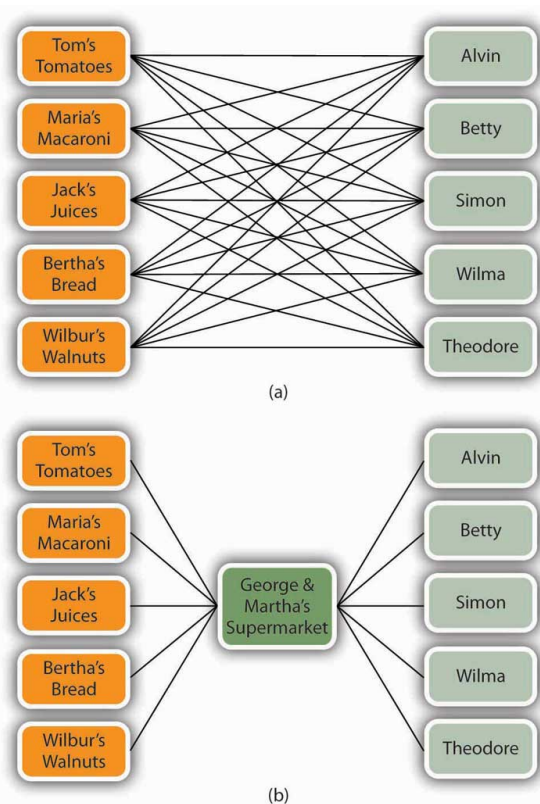 Tom's
Tomatoes
Alvin
Maria's
Macaroni
Betty
Jack's
Juices
Simon
Bertha's
Bread
Wilma
Wilbur's
Walnuts
Theodore
(a)
Tom's
Tomatoes
Alvin
Maria's
Macaroni
Betty
Jack's
Juices
George &
Martha's
Supermarket
Simon
Bertha's
Bread
Wilma
Wilbur's
Walnuts
Theodore
(b)